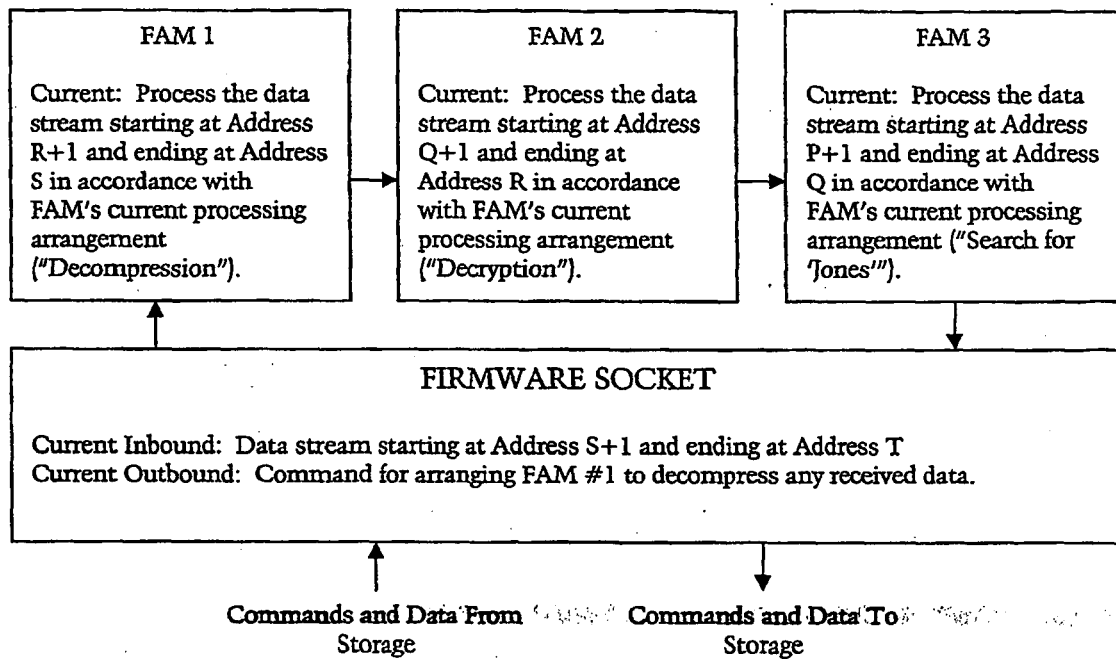 FAM 1
Current: Process the data
stream starting at Address
R+1 and ending at Address
S in accordance with
FAM's current processing
arrangement
("Decompression").
FAM 2
Current: Process the data
stream starting at Address
Q+1 and ending at
Address R in accordance
with FAM's current
processing arrangement
("Decryption").
FAM 3
Current: Process the data
stream starting at Address
P+1 and ending at Address
Q in accordance with
FAM's current processing
arrangement ("Search for
'Jones'").
FIRMWARE SOCKET
Current Inbound: Data stream starting at Address S+1 and ending at Address T
Current Outbound: Command for arranging FAM #1 to decompress any received data.
Commands and Data From
Storage
Commands and Data To
Storage